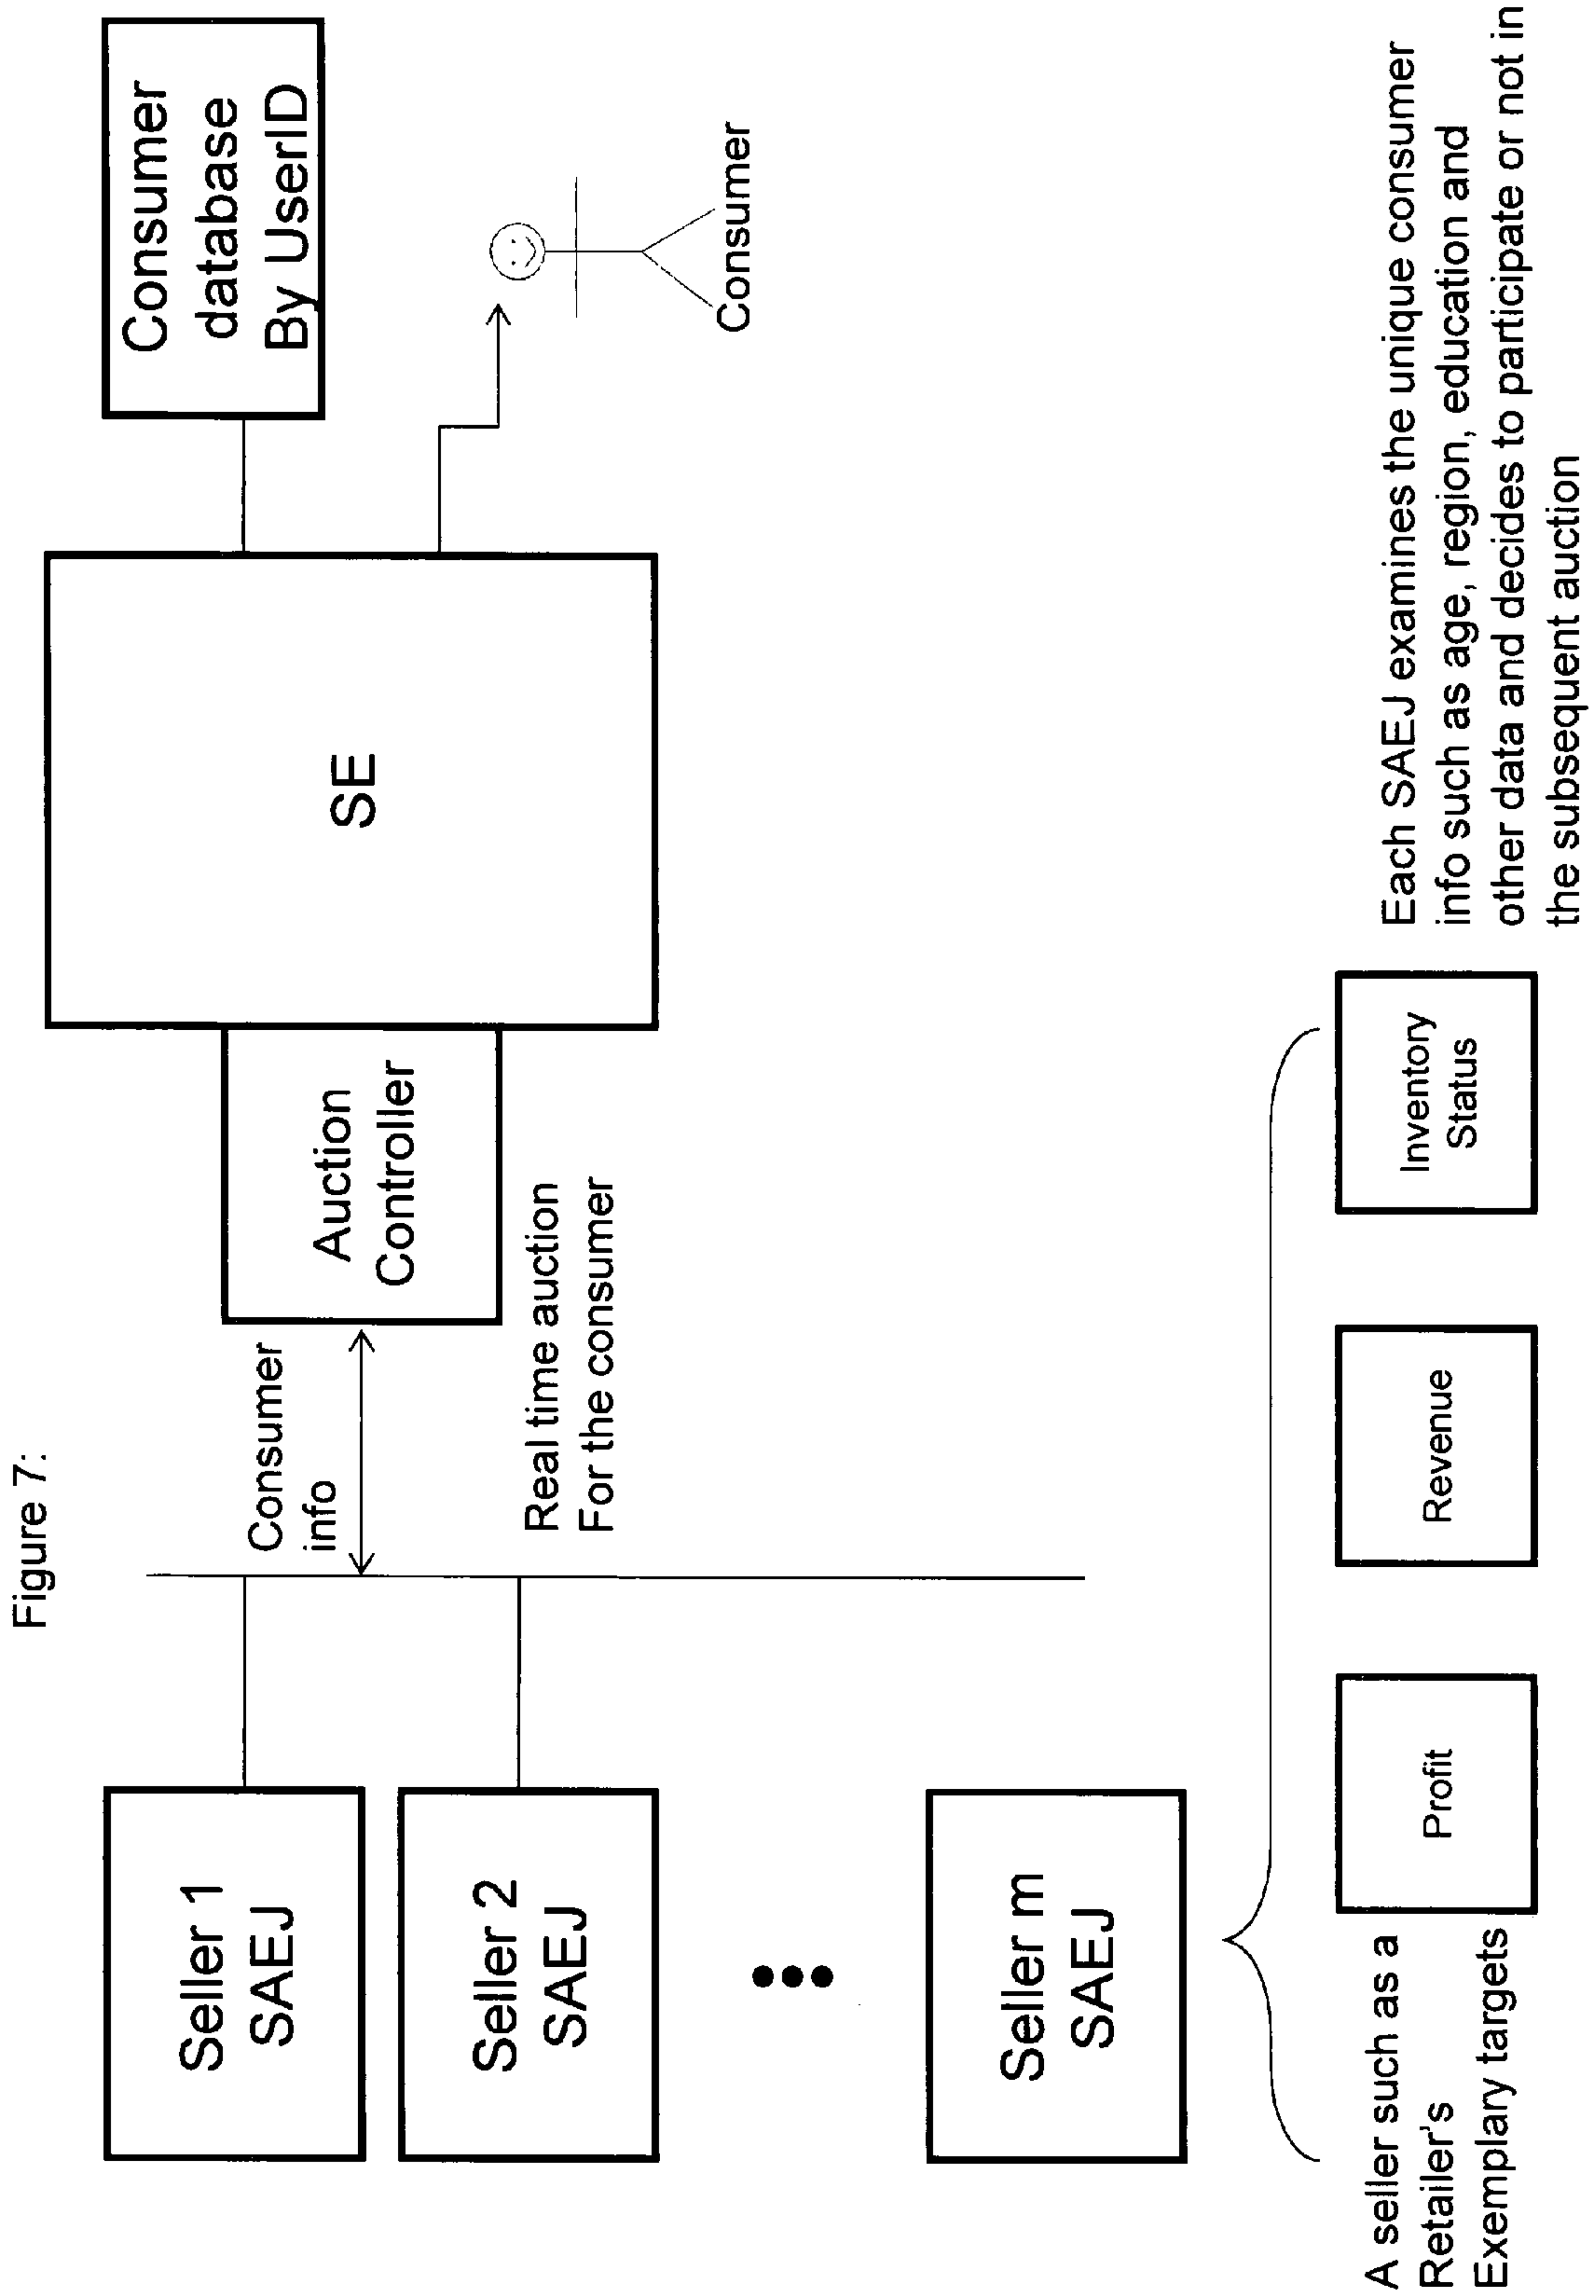 Figure 7:
Seller 1
SAEJ
Seller 2
SAEJ
Seller m
SAEJ
Consumer
info
Real time auction
For the consumer
Auction
Controller
SE
Consumer
database
By UserID
Consumer
A seller such as a
Retailer's
Exemplary targets
Profit
Revenue
Inventory
Status
Each SAEJ examines the unique consumer
info such as age, region, education and
other data and decides to participate or not in
the subsequent auction